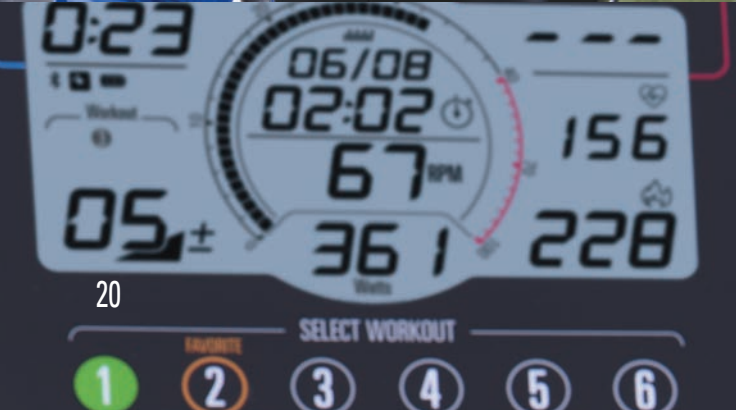 0:23
06/08
- - -
02:02
Workout
156
67 RPM
05 ±
361
228
Watts
20
SELECT WORKOUT
FAVORITE
1 2 3 4 5 6